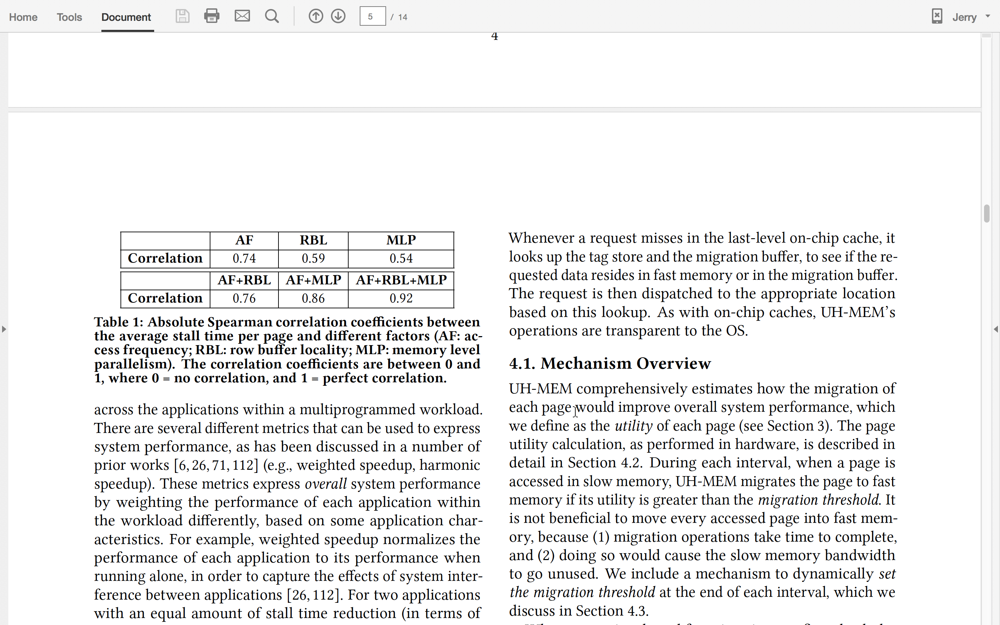 Home Tools Document 5 / 14 Jerry
4
AF RBL MLP
Correlation 0.74 0.59 0.54
AF+RBL AF+MLP AF+RBL+MLP
Correlation 0.76 0.86 0.92
Table 1: Absolute Spearman correlation coefficients between
the average stall time per page and different factors (AF: ac-
cess frequency; RBL: row buffer locality; MLP: memory level
parallelism). The correlation coefficients are between 0 and
1, where 0 = no correlation, and 1 = perfect correlation.
across the applications within a multiprogrammed workload.
There are several different metrics that can be used to express
system performance, as has been discussed in a number of
prior works [6, 26, 71, 112] (e.g., weighted speedup, harmonic
speedup). These metrics express overall system performance
by weighting the performance of each application within
the workload differently, based on some application char-
acteristics. For example, weighted speedup normalizes the
performance of each application to its performance when
running alone, in order to capture the effects of system inter-
ference between applications [26, 112]. For two applications
with an equal amount of stall time reduction (in terms of
Whenever a request misses in the last-level on-chip cache, it
looks up the tag store and the migration buffer, to see if the re-
quested data resides in fast memory or in the migration buffer.
The request is then dispatched to the appropriate location
based on this lookup. As with on-chip caches, UH-MEM's
operations are transparent to the OS.
4.1. Mechanism Overview
UH-MEM comprehensively estimates how the migration of
each page would improve overall system performance, which
we define as the utility of each page (see Section 3). The page
utility calculation, as performed in hardware, is described in
detail in Section 4.2. During each interval, when a page is
accessed in slow memory, UH-MEM migrates the page to fast
memory if its utility is greater than the migration threshold. It
is not beneficial to move every accessed page into fast mem-
ory, because (1) migration operations take time to complete,
and (2) doing so would cause the slow memory bandwidth
to go unused. We include a mechanism to dynamically set
the migration threshold at the end of each interval, which we
discuss in Section 4.3.